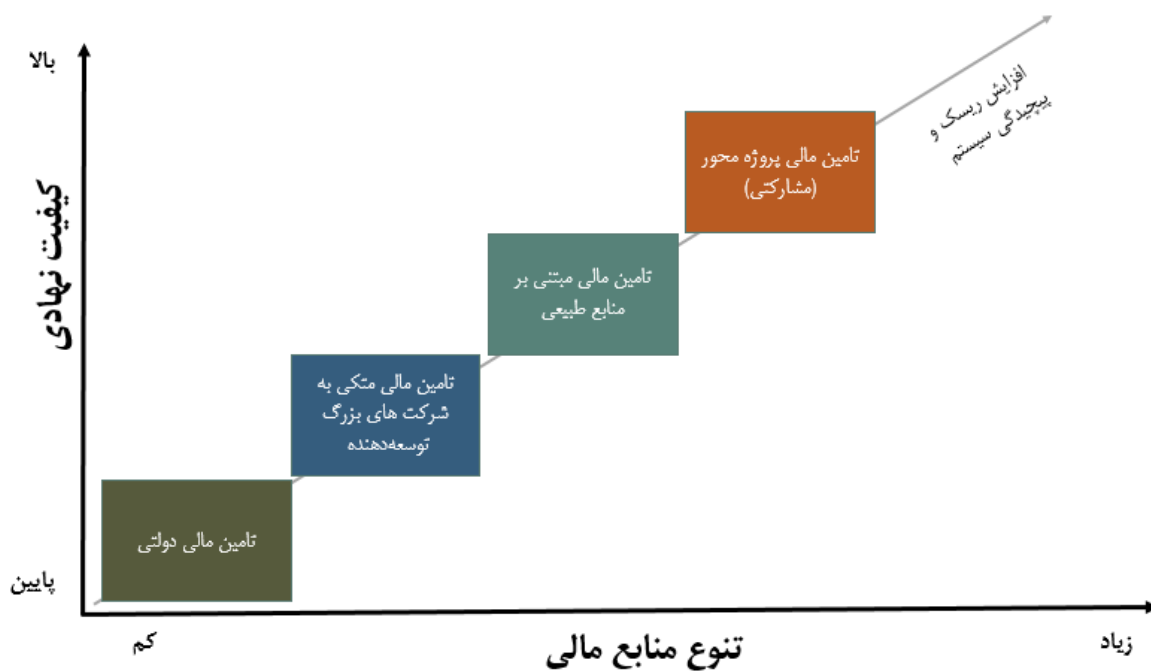 بالا
افزایش ریسک و
پیچیدگی سیستم
تامین مالی پروژه محور
(مشارکتی)
کیفیت نهادی
تامین مالی مبتنی بر
منابع طبیعی
تامین مالی متکی به
شرکت های بزرگ
توسعه‌دهنده
تامین مالی دولتی
پایین
کم
تنوع منابع مالی
زیاد